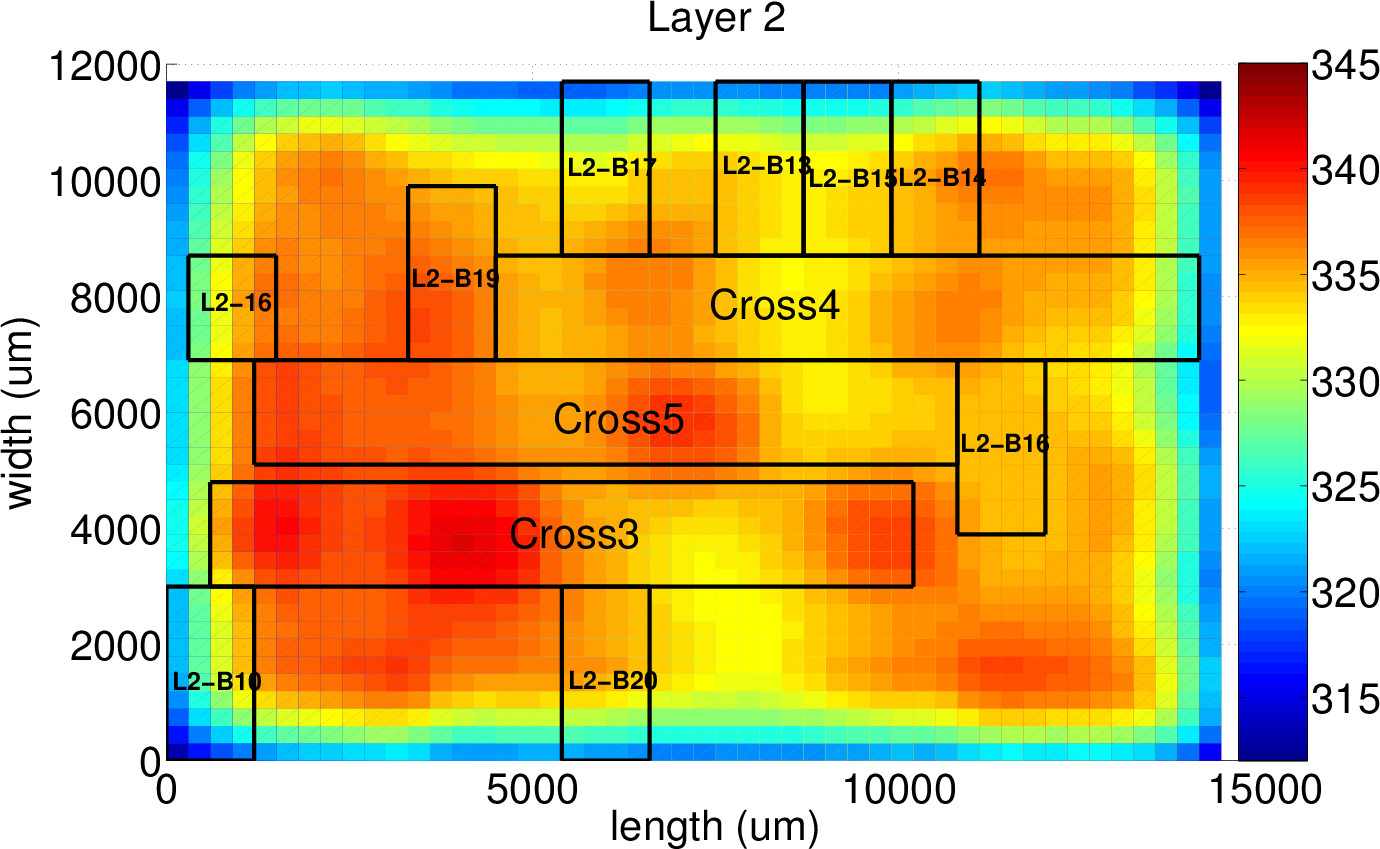 Layer 2
12000
10000
8000
6000
4000
2000
0
width (um)
L2-B17
L2-B13
L2-B15
L2-B14
L2-B19
L2-16
Cross4
Cross5
L2-B16
Cross3
L2-B10
L2-B20
0
5000
10000
15000
length (um)
345
340
335
330
325
320
315